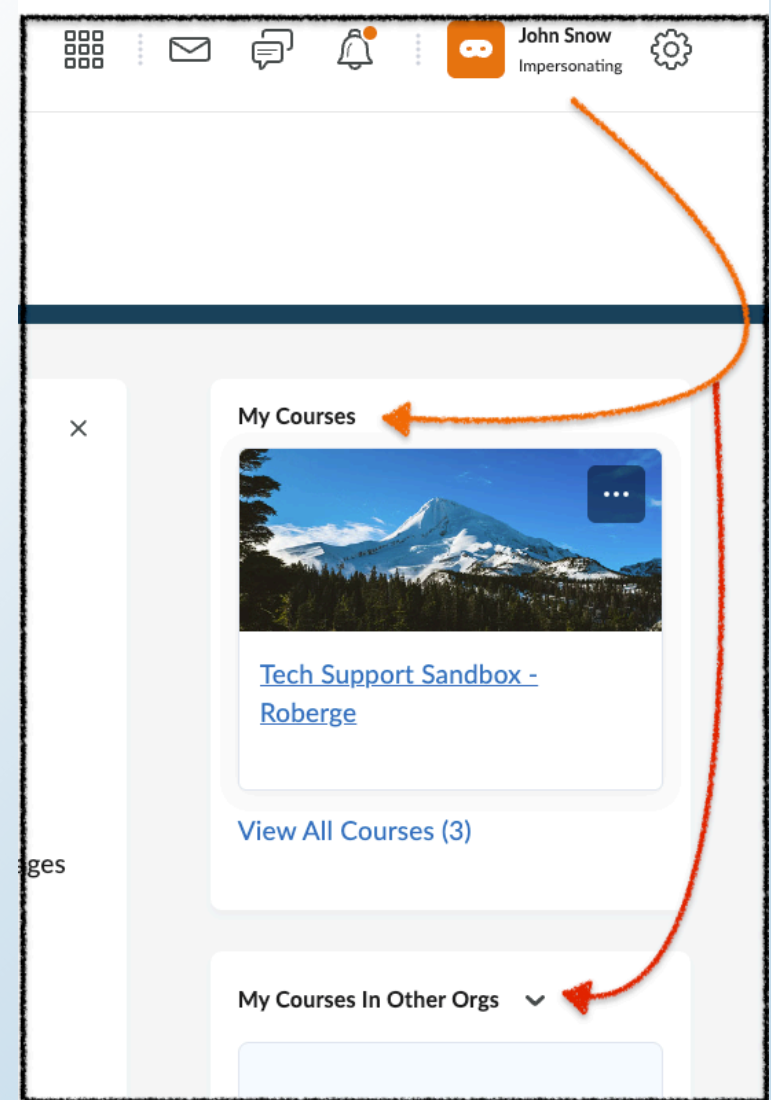 John Snow
Impersonating
My Courses
Tech Support Sandbox -
Roberge
View All Courses (3)
ges
My Courses In Other Orgs